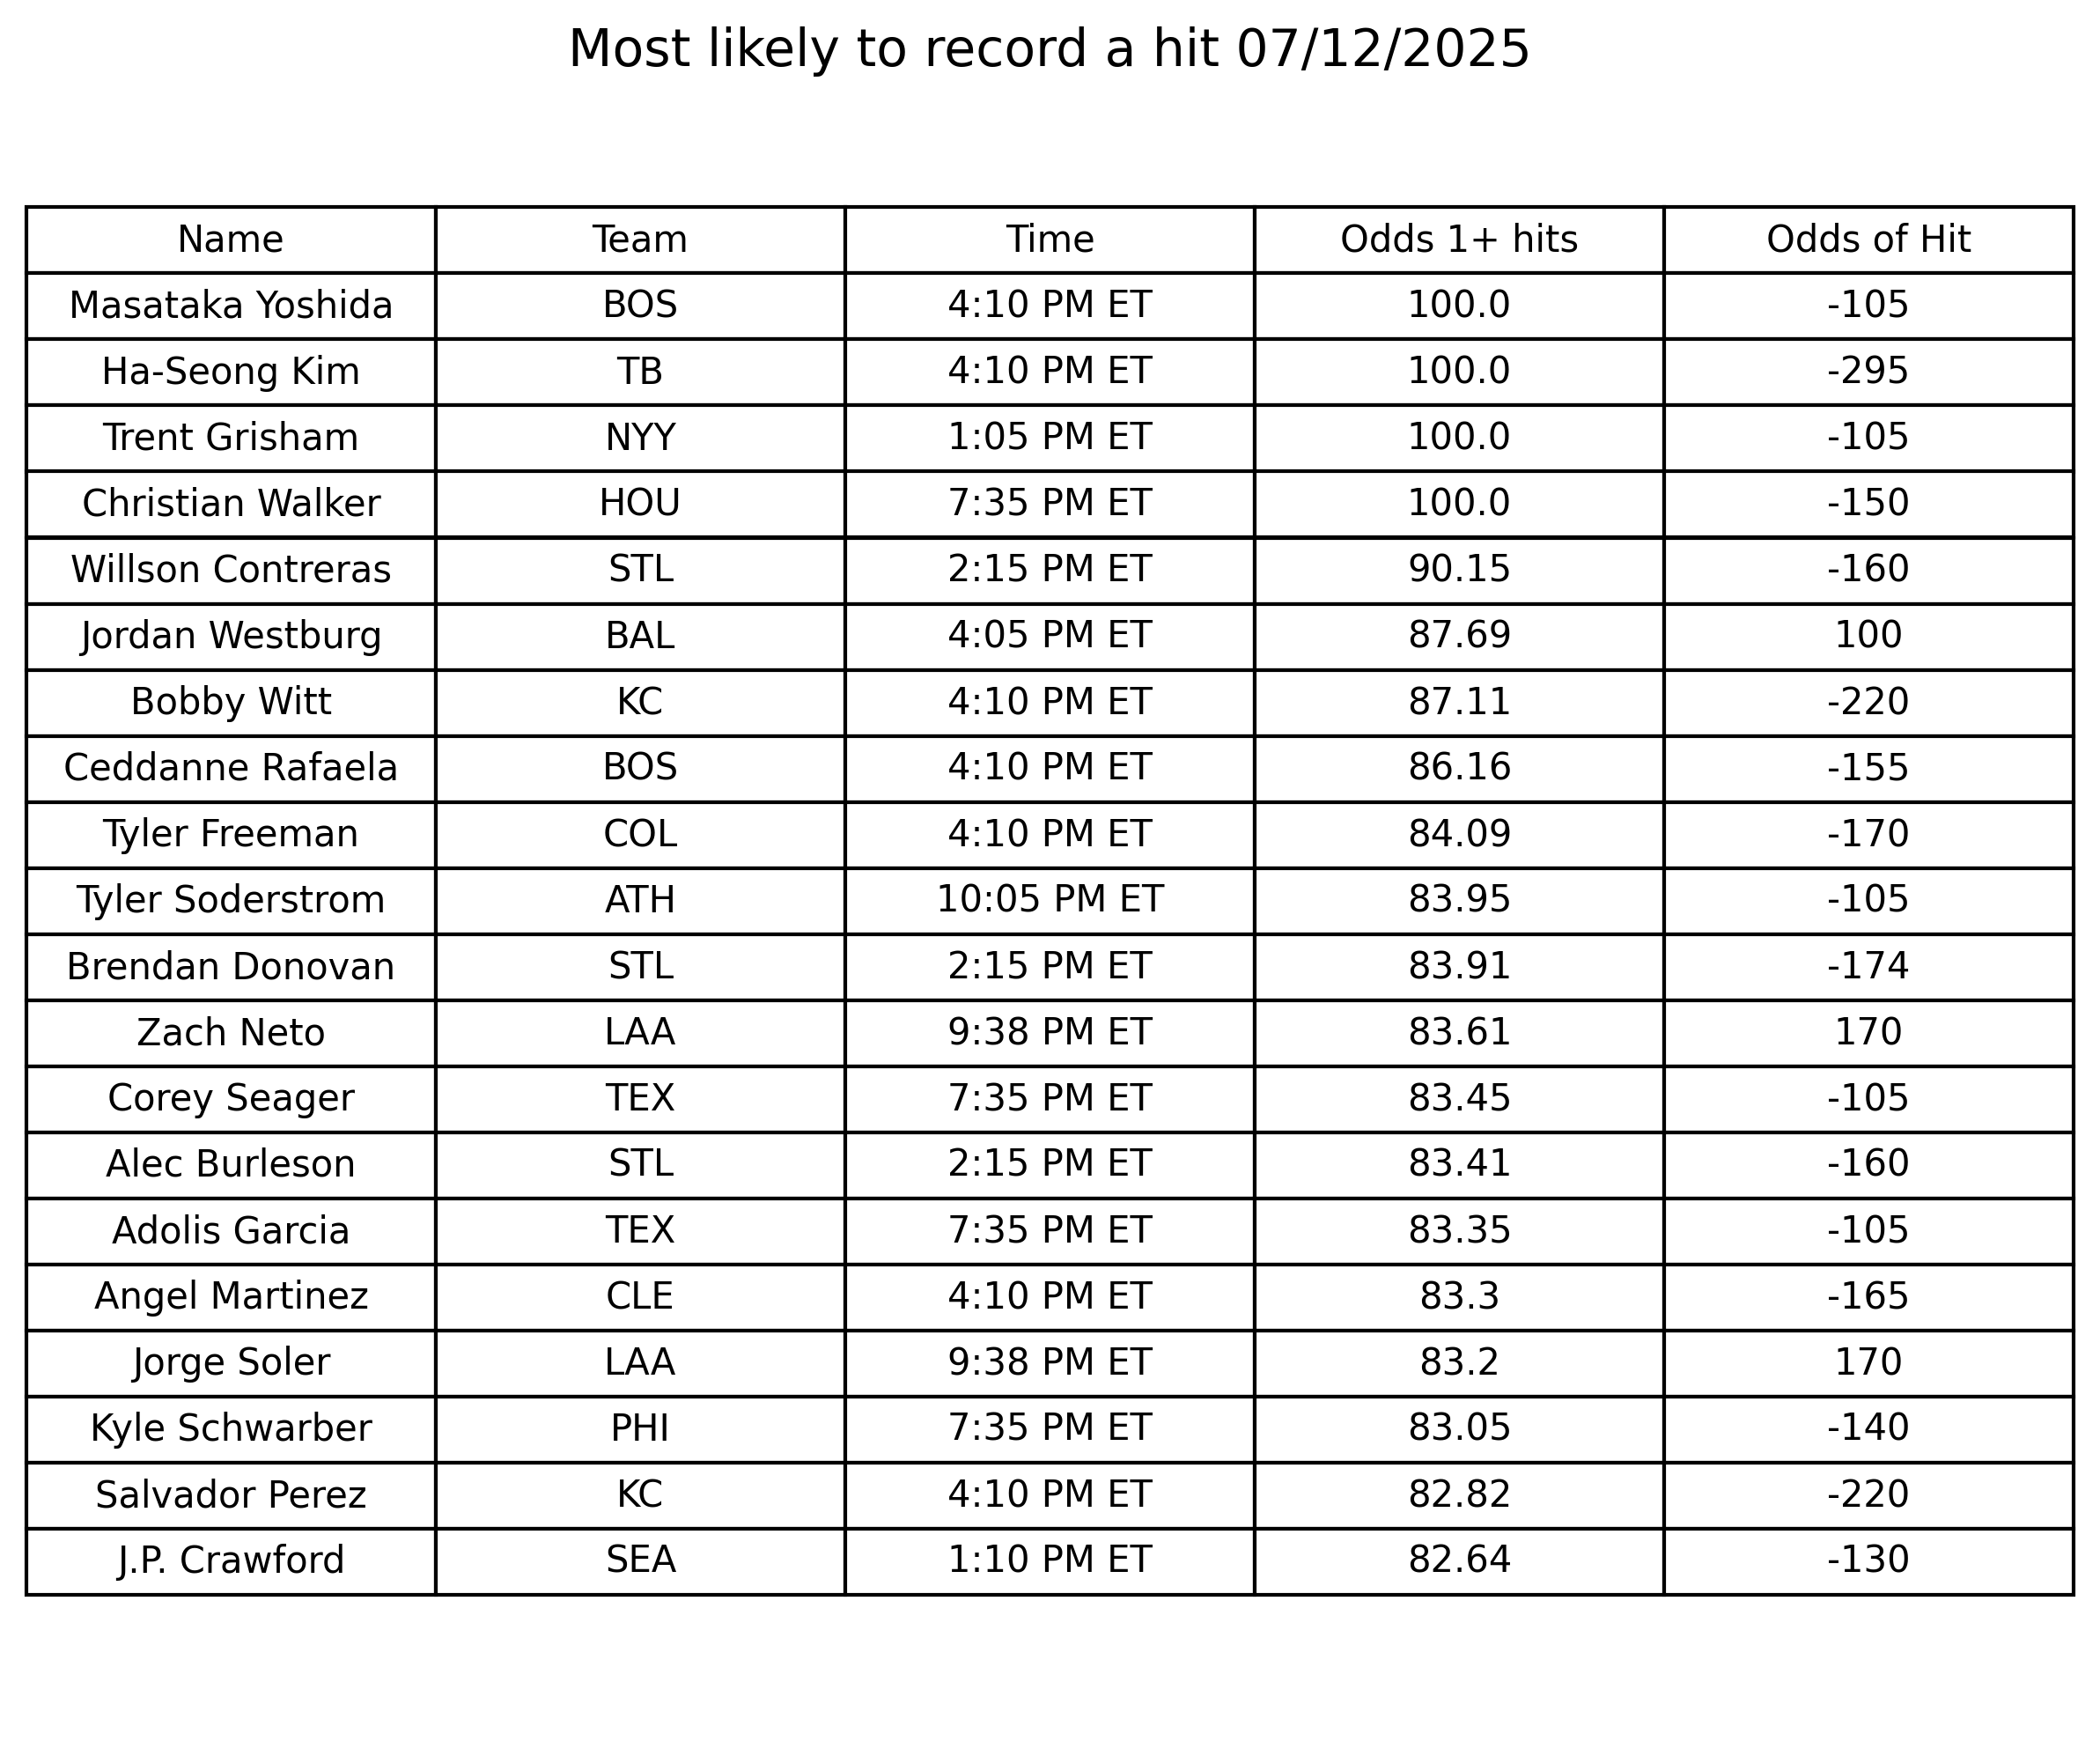 Most likely to record a hit 07/12/2025
Name Team Time Odds 1+ hits Odds of Hit
Masataka Yoshida BOS 4:10 PM ET 100.0 -105
Ha-Seong Kim TB 4:10 PM ET 100.0 -295
Trent Grisham NYY 1:05 PM ET 100.0 -105
Christian Walker HOU 7:35 PM ET 100.0 -150
Willson Contreras STL 2:15 PM ET 90.15 -160
Jordan Westburg BAL 4:05 PM ET 87.69 100
Bobby Witt KC 4:10 PM ET 87.11 -220
Ceddanne Rafaela BOS 4:10 PM ET 86.16 -155
Tyler Freeman COL 4:10 PM ET 84.09 -170
Tyler Soderstrom ATH 10:05 PM ET 83.95 -105
Brendan Donovan STL 2:15 PM ET 83.91 -174
Zach Neto LAA 9:38 PM ET 83.61 170
Corey Seager TEX 7:35 PM ET 83.45 -105
Alec Burleson STL 2:15 PM ET 83.41 -160
Adolis Garcia TEX 7:35 PM ET 83.35 -105
Angel Martinez CLE 4:10 PM ET 83.3 -165
Jorge Soler LAA 9:38 PM ET 83.2 170
Kyle Schwarber PHI 7:35 PM ET 83.05 -140
Salvador Perez KC 4:10 PM ET 82.82 -220
J.P. Crawford SEA 1:10 PM ET 82.64 -130